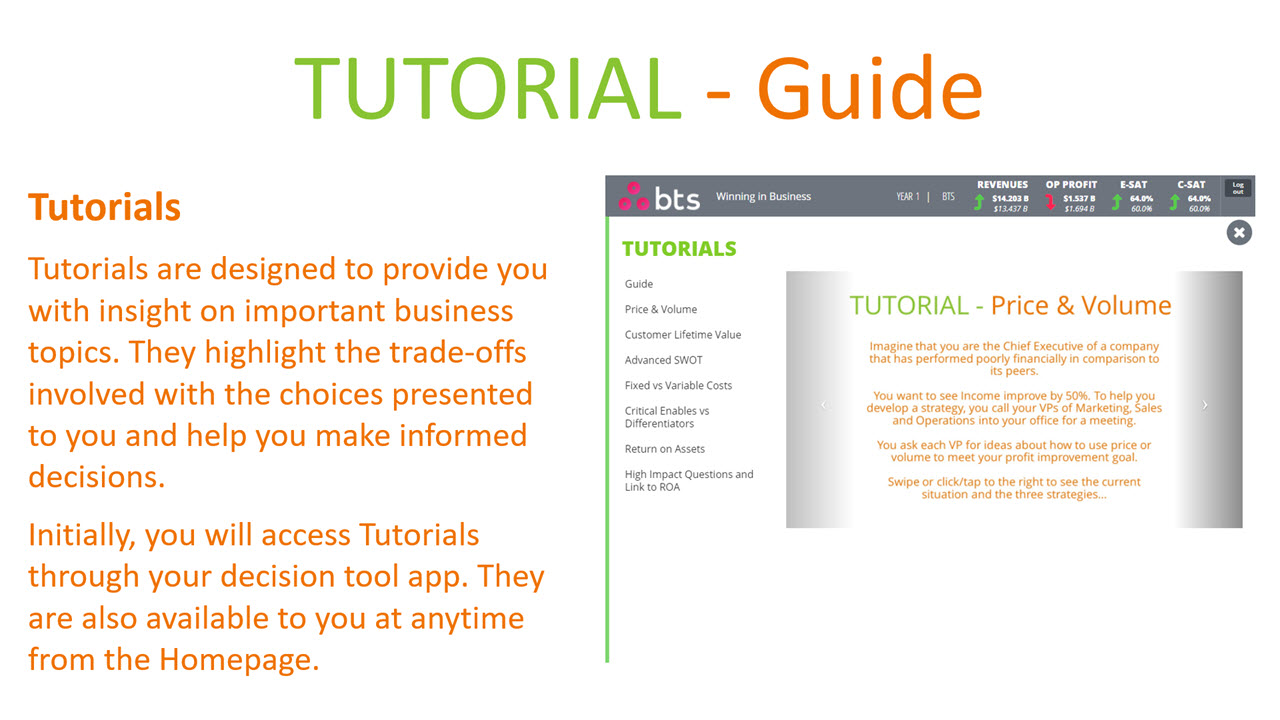 TUTORIAL - Guide
Tutorials
Tutorials are designed to provide you
with insight on important business
topics. They highlight the trade-offs
involved with the choices presented
to you and help you make informed
decisions.
Initially, you will access Tutorials
through your decision tool app. They
are also available to you at anytime
from the Homepage.
bts
Winning in Business
YEAR 1 |
BTS
REVENUES
$14.203 B
$13.437 B
OP PROFIT
$1.537 B
$1.694 B
E-SAT
64.0%
60.0%
C-SAT
64.0%
60.0%
Log
out
TUTORIALS
Guide
Price & Volume
Customer Lifetime Value
Advanced SWOT
Fixed vs Variable Costs
Critical Enables vs
Differentiators
Return on Assets
High Impact Questions and
Link to ROA
TUTORIAL - Price & Volume
Imagine that you are the Chief Executive of a company
that has performed poorly financially in comparison to
its peers.
You want to see Income improve by 50%. To help you
develop a strategy, you call your VPs of Marketing, Sales
and Operations into your office for a meeting.
You ask each VP for ideas about how to use price or
volume to meet your profit improvement goal.
Swipe or click/tap to the right to see the current
situation and the three strategies...